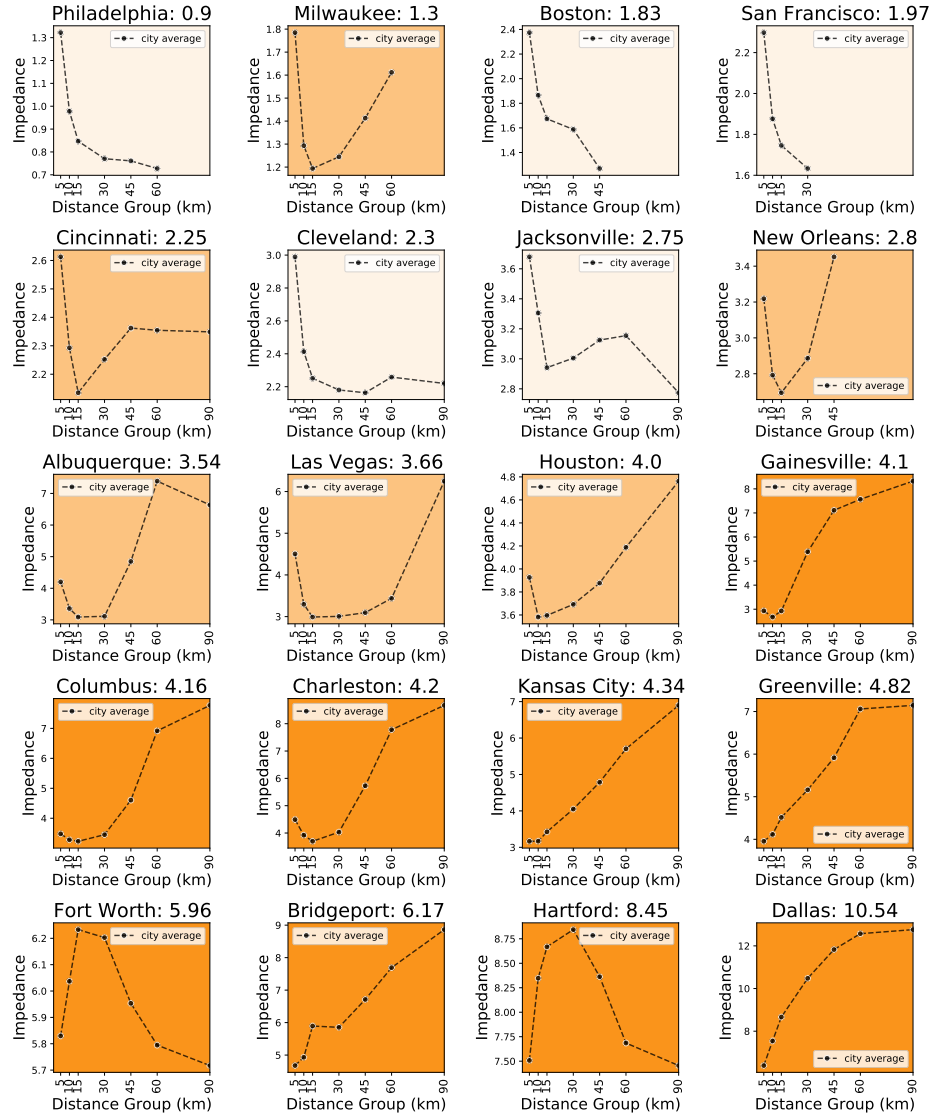 Philadelphia: 0.9
city average
Impedance
1.3
1.2
1.1
1.0
0.9
0.8
0.7
5 10 15 30 45 60
Distance Group (km)
Milwaukee: 1.3
city average
Impedance
1.8
1.7
1.6
1.5
1.4
1.3
1.2
5 10 15 30 45 60
Distance Group (km)
Boston: 1.83
city average
Impedance
2.4
2.2
2.0
1.8
1.6
1.4
5 10 15 30 45
Distance Group (km)
San Francisco: 1.97
city average
Impedance
2.2
2.0
1.8
1.6
5 10 15 30
Distance Group (km)
Cincinnati: 2.25
city average
Impedance
2.6
2.5
2.4
2.3
2.2
5 10 15 30 45 60 90
Distance Group (km)
Cleveland: 2.3
city average
Impedance
3.0
2.8
2.6
2.4
2.2
5 10 15 30 45 60 90
Distance Group (km)
Jacksonville: 2.75
city average
Impedance
3.6
3.4
3.2
3.0
2.8
5 10 15 30 45 60 90
Distance Group (km)
New Orleans: 2.8
Impedance
3.4
3.2
3.0
2.8
city average
5 10 15 30 45
Distance Group (km)
Albuquerque: 3.54
city average
Impedance
7
6
5
4
3
5 10 15 30 45 60 90
Distance Group (km)
Las Vegas: 3.66
city average
Impedance
6
5
4
3
5 10 15 30 45 60 90
Distance Group (km)
Houston: 4.0
city average
Impedance
4.8
4.6
4.4
4.2
4.0
3.8
3.6
5 10 15 30 45 60 90
Distance Group (km)
Gainesville: 4.1
city average
Impedance
8
7
6
5
4
3
5 10 15 30 45 60 90
Distance Group (km)
Columbus: 4.16
city average
Impedance
7
6
5
4
5 10 15 30 45 60 90
Distance Group (km)
Charleston: 4.2
city average
Impedance
8
7
6
5
4
5 10 15 30 45 60 90
Distance Group (km)
Kansas City: 4.34
city average
Impedance
7
6
5
4
3
5 10 15 30 45 60 90
Distance Group (km)
Greenville: 4.82
Impedance
7
6
5
4
city average
5 10 15 30 45 60 90
Distance Group (km)
Fort Worth: 5.96
city average
Impedance
6.2
6.1
6.0
5.9
5.8
5.7
5 10 15 30 45 60 90
Distance Group (km)
Bridgeport: 6.17
city average
Impedance
9
8
7
6
5
5 10 15 30 45 60 90
Distance Group (km)
Hartford: 8.45
city average
Impedance
8.75
8.50
8.25
8.00
7.75
7.50
5 10 15 30 45 60 90
Distance Group (km)
Dallas: 10.54
Impedance
12
10
8
city average
5 10 15 30 45 60 90
Distance Group (km)